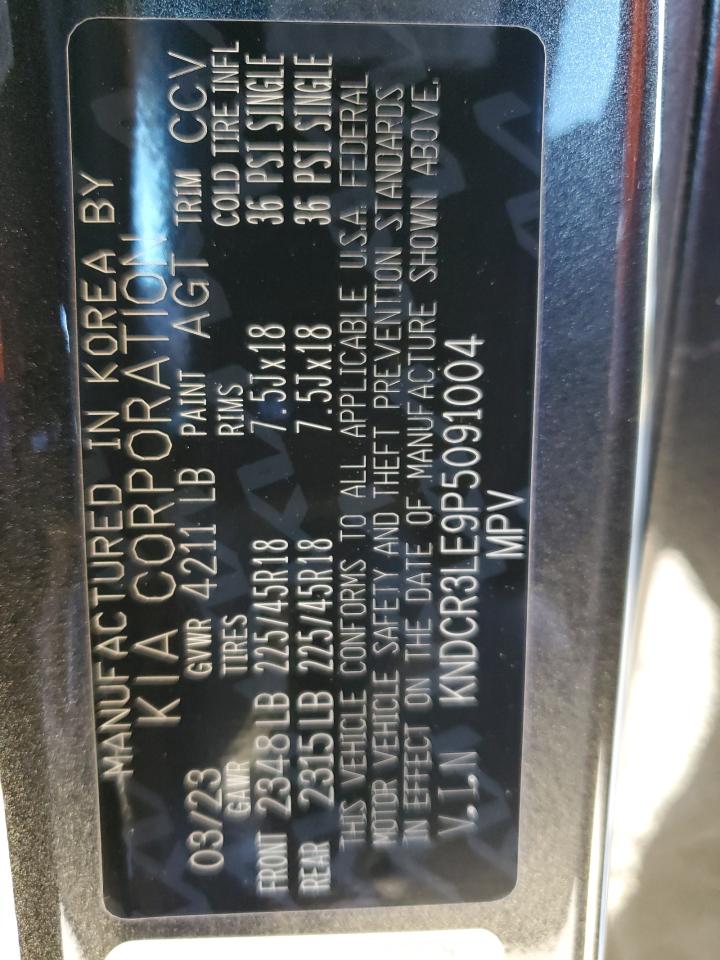 MANUFACTURED IN KOREA BY
KIA CORPORATION
03/23 GVWR 4211 LB PAINT AGT TRIM CCV
GAWR TIRES RIMS COLD TIRE INFL
FRONT 2348LB 225/45R18 7.5Jx18 36 PSI SINGLE
REAR 2315LB 225/45R18 7.5Jx18 36 PSI SINGLE
THIS VEHICLE CONFORMS TO ALL APPLICABLE U.S.A. FEDERAL
MOTOR VEHICLE SAFETY AND THEFT PREVENTION STANDARDS
IN EFFECT ON THE DATE OF MANUFACTURE SHOWN ABOVE.
V.I.N KNDCR3LE9P5091004
MPV